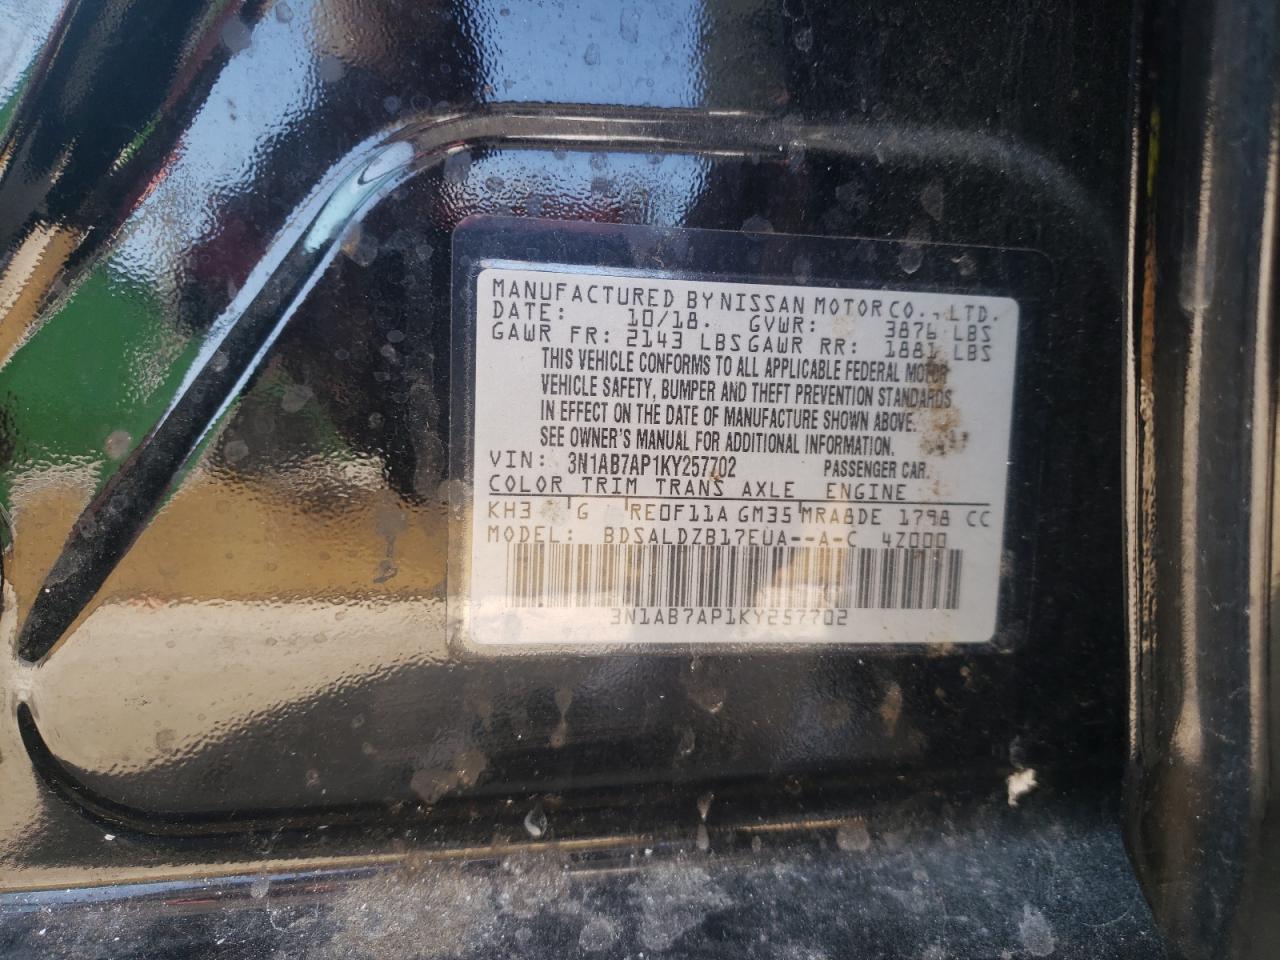 MANUFACTURED BY NISSAN MOTOR CO., LTD.
DATE: 10/18. GVWR: 3876 LBS
GAWR FR: 2143 LBS GAWR RR: 1881 LBS
THIS VEHICLE CONFORMS TO ALL APPLICABLE FEDERAL MOTOR
VEHICLE SAFETY, BUMPER AND THEFT PREVENTION STANDARDS
IN EFFECT ON THE DATE OF MANUFACTURE SHOWN ABOVE.
SEE OWNER'S MANUAL FOR ADDITIONAL INFORMATION.
VIN: 3N1AB7AP1KY257702 PASSENGER CAR.
COLOR TRIM TRANS AXLE ENGINE
KH3 G RE0F11A GM35 MRA8DE 1798 CC
MODEL: BDSALDZB17EUA--A-C 4Z000
3N1AB7AP1KY257702